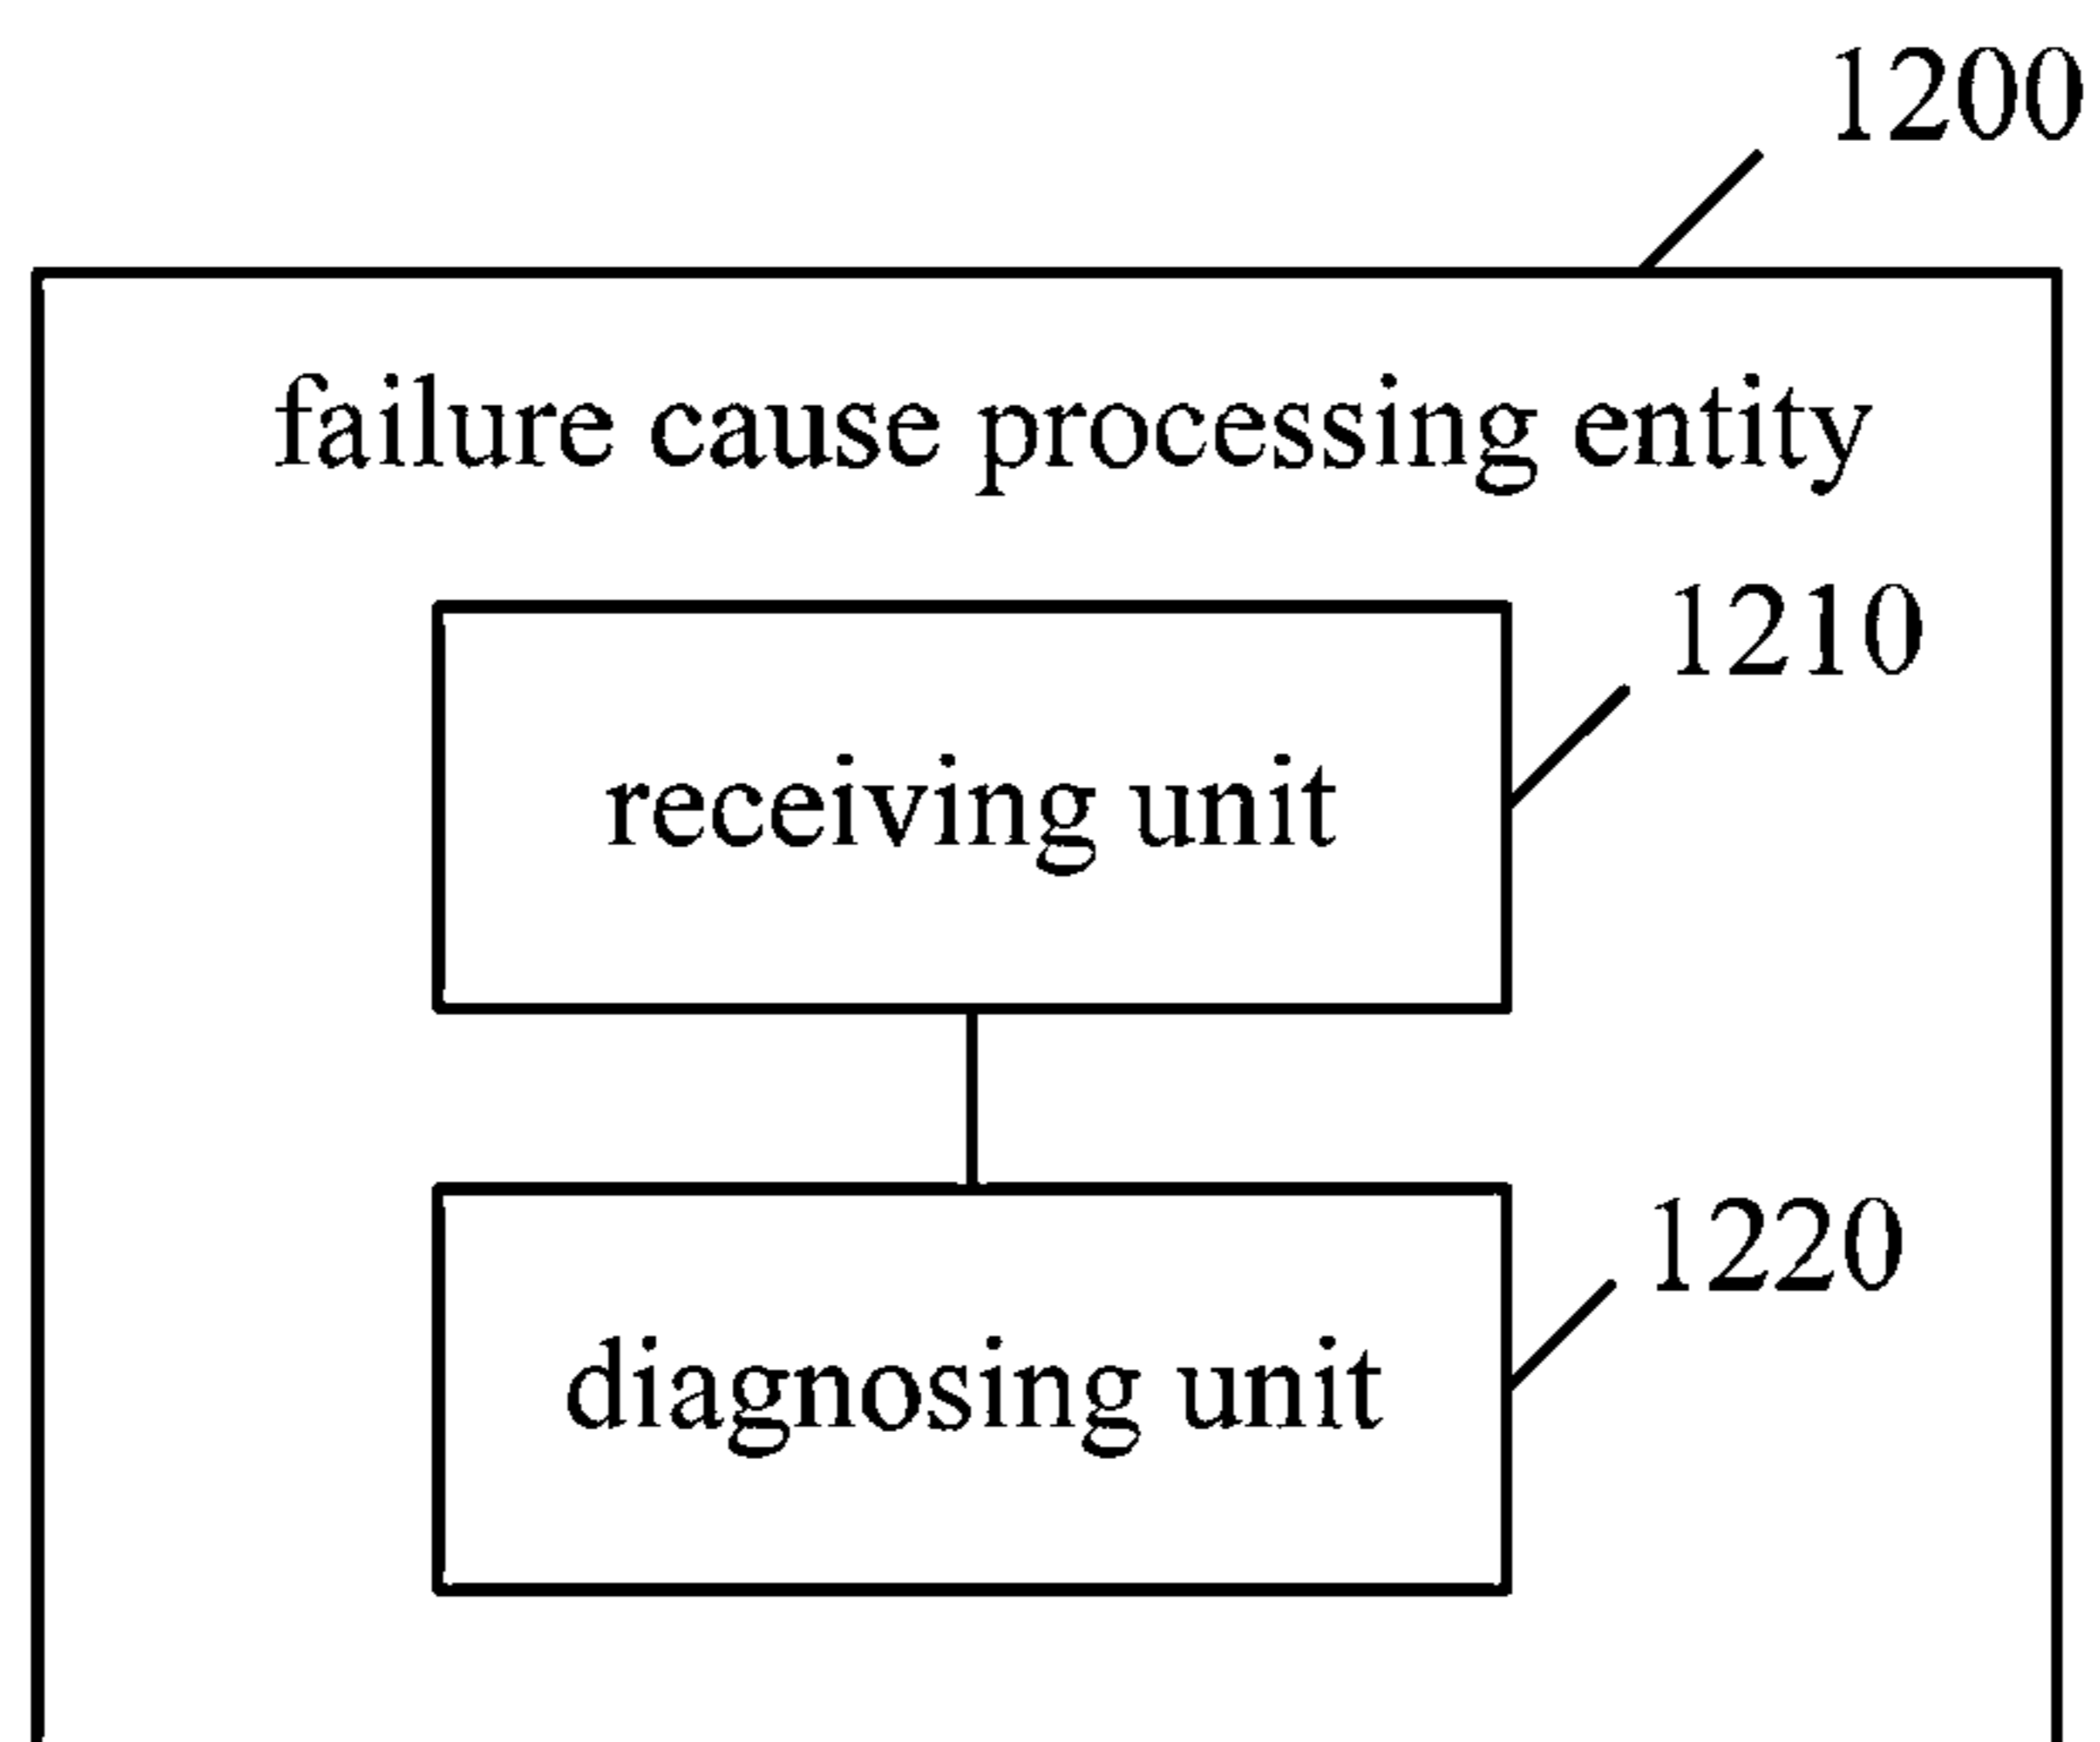 1200
failure cause processing entity
1210
receiving unit
1220
diagnosing unit